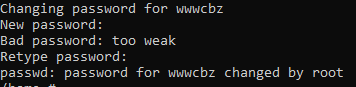 Changing password for wwwcbz
New password:
Bad password: too weak
Retype password:
passwd: password for wwwcbz changed by root
/home #